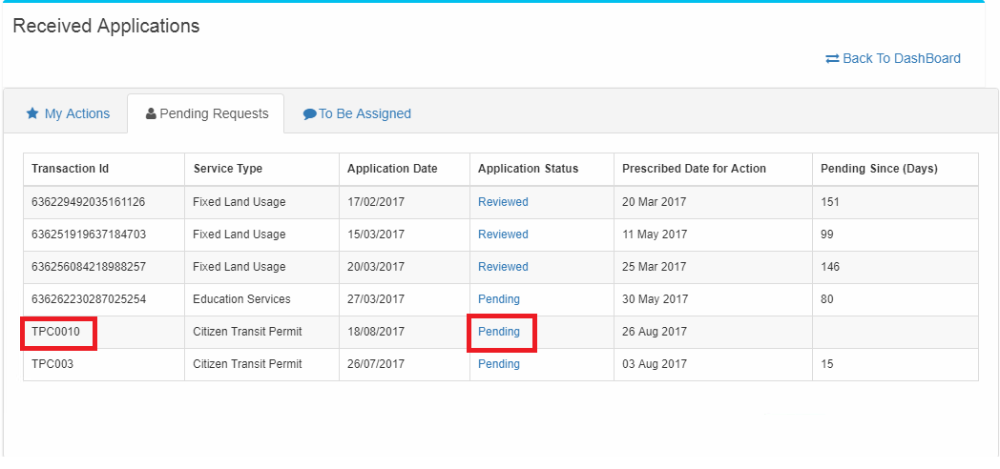 Received Applications
Back To DashBoard
My Actions Pending Requests To Be Assigned
Transaction Id Service Type Application Date Application Status Prescribed Date for Action Pending Since (Days)
636229492035161126 Fixed Land Usage 17/02/2017 Reviewed 20 Mar 2017 151
636251919637184703 Fixed Land Usage 15/03/2017 Reviewed 11 May 2017 99
636256084218988257 Fixed Land Usage 20/03/2017 Reviewed 25 Mar 2017 146
636262230287025254 Education Services 27/03/2017 Pending 30 May 2017 80
TPC0010 Citizen Transit Permit 18/08/2017 Pending 26 Aug 2017
TPC003 Citizen Transit Permit 26/07/2017 Pending 03 Aug 2017 15